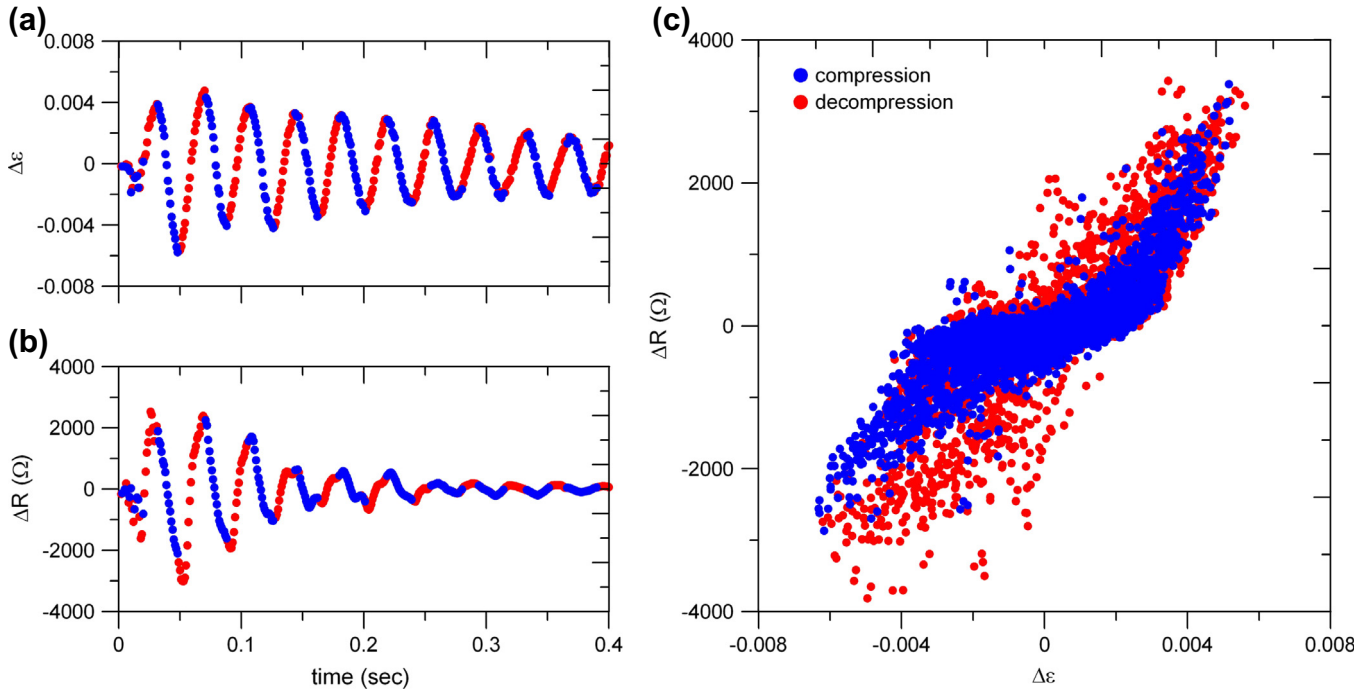 (a)
0.008
0.004
0
-0.004
-0.008
Δε
(b)
4000
2000
0
-2000
-4000
ΔR (Ω)
0
0.1
0.2
0.3
0.4
time (sec)
(c)
4000
2000
0
-2000
-4000
ΔR (Ω)
compression
decompression
-0.008
-0.004
0
0.004
0.008
Δε